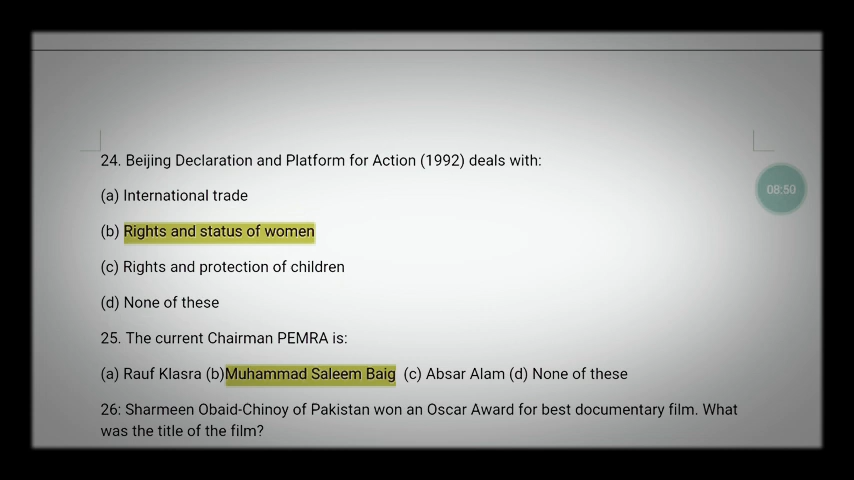 24. Beijing Declaration and Platform for Action (1992) deals with:
(a) International trade
08:50
(b) Rights and status of women
(c) Rights and protection of children
(d) None of these
25. The current Chairman PEMRA is:
(a) Rauf Klasra (b)Muhammad Saleem Baig (c) Absar Alam (d) None of these
26: Sharmeen Obaid-Chinoy of Pakistan won an Oscar Award for best documentary film. What
was the title of the film?